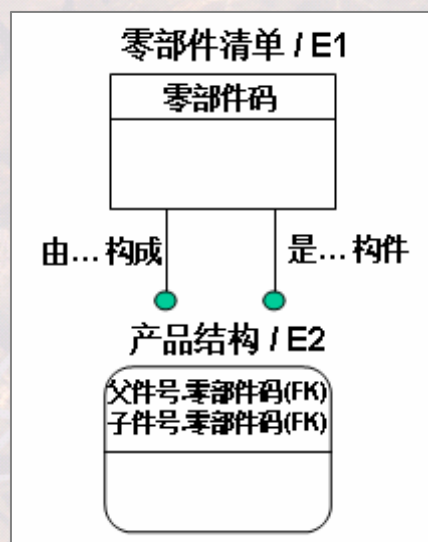 零部件清单 / E1
零部件码
由... 构成
是... 构件
产品结构 / E2
父件号.零部件码(FK)
子件号.零部件码(FK)